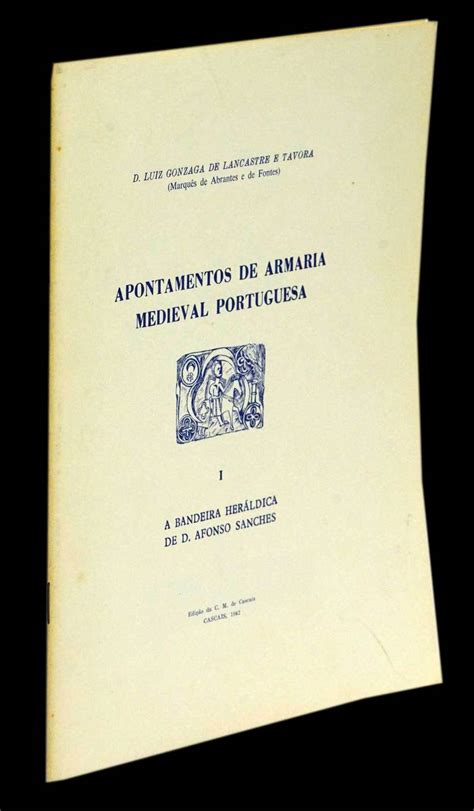 D. LUIZ GONZAGA DE LANCASTRE E TAVORA
(Marquês de Abrantes e de Fontes)
APONTAMENTOS DE ARMARIA
MEDIEVAL PORTUGUESA
I
A BANDEIRA HERÁLDICA
DE D. AFONSO SANCHES
Edição da C. M. de Cascais
CASCAIS,